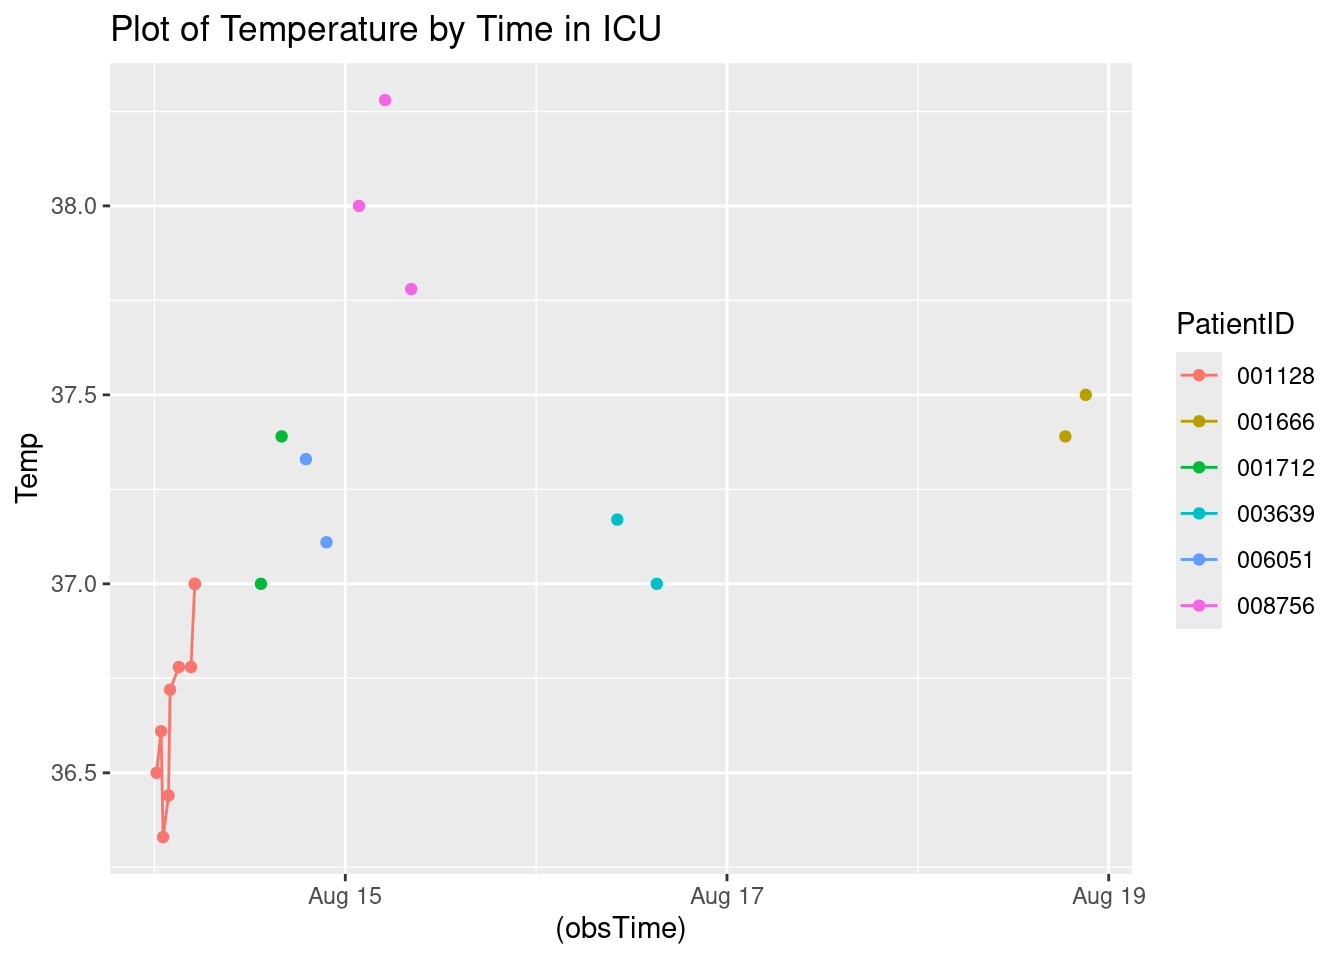 Plot of Temperature by Time in ICU
Temp
38.0
37.5
37.0
36.5
Aug 15
Aug 17
Aug 19
(obsTime)
PatientID
001128
001666
001712
003639
006051
008756